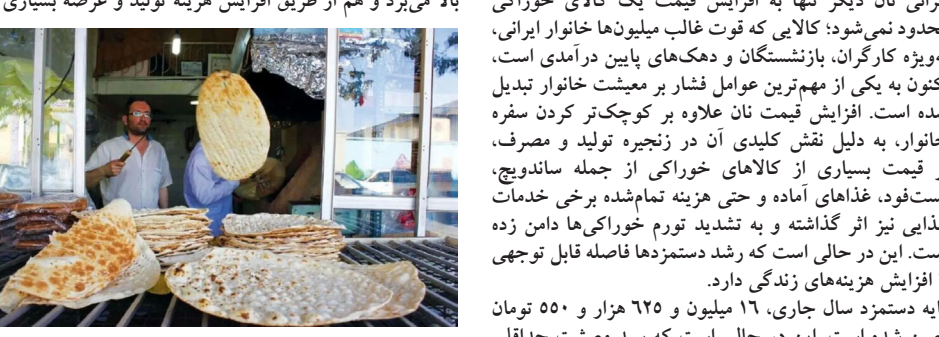 گرانی نان دیگر تنها به افزایش قیمت یک کالای خوراکی
محدود نمی‌شود؛ کالایی که قوت غالب میلیون‌ها خانوار ایرانی،
به‌ویژه کارگران، بازنشستگان و دهک‌های پایین درآمدی است،
اکنون به یکی از مهم‌ترین عوامل فشار بر معیشت خانوار تبدیل
شده است. افزایش قیمت نان علاوه بر کوچک‌تر کردن سفره
خانوار، به دلیل نقش کلیدی آن در زنجیره تولید و مصرف،
بر قیمت بسیاری از کالاهای خوراکی از جمله ساندویچ،
فست‌فود، غذاهای آماده و حتی هزینه تمام‌شده برخی خدمات
غذایی نیز اثر گذاشته و به تشدید تورم خوراکی‌ها دامن زده
است. این در حالی است که رشد دستمزدها فاصله قابل توجهی
با افزایش هزینه‌های زندگی دارد.
پایه دستمزد سال جاری، ۱۶ میلیون و ۶۲۵ هزار و ۵۵۰ تومان
بالا می‌برد و هم از طریق افزایش هزینه تولید و عرضه بسیاری